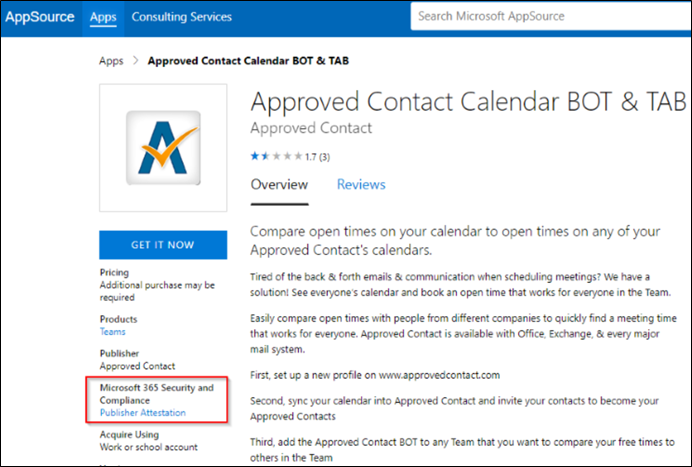 AppSource Apps Consulting Services Search Microsoft AppSource
Apps > Approved Contact Calendar BOT & TAB
Approved Contact Calendar BOT & TAB
Approved Contact
1.7 (3)
Overview Reviews
GET IT NOW
Pricing
Additional purchase may be
required
Products
Teams
Publisher
Approved Contact
Microsoft 365 Security and
Compliance
Publisher Attestation
Acquire Using
Work or school account
Compare open times on your calendar to open times on any of your
Approved Contact's calendars.
Tired of the back & forth emails & communication when scheduling meetings? We have a
solution! See everyone's calendar and book an open time that works for everyone in the Team.
Easily compare open times with people from different companies to quickly find a meeting time
that works for everyone. Approved Contact is available with Office, Exchange, & every major
mail system.
First, set up a new profile on www.approvedcontact.com
Second, sync your calendar into Approved Contact and invite your contacts to become your
Approved Contacts
Third, add the Approved Contact BOT to any Team that you want to compare your free times to
others in the Team